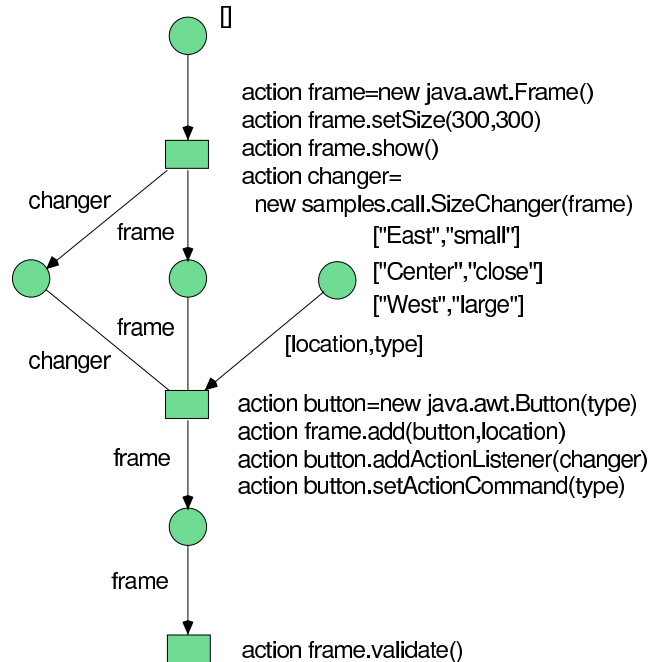 []
action frame=new java.awt.Frame()
action frame.setSize(300,300)
action frame.show()
action changer=
new samples.call.SizeChanger(frame)
changer
frame
["East","small"]
["Center","close"]
["West","large"]
frame
changer
[location,type]
action button=new java.awt.Button(type)
action frame.add(button,location)
action button.addActionListener(changer)
action button.setActionCommand(type)
frame
frame
action frame.validate()